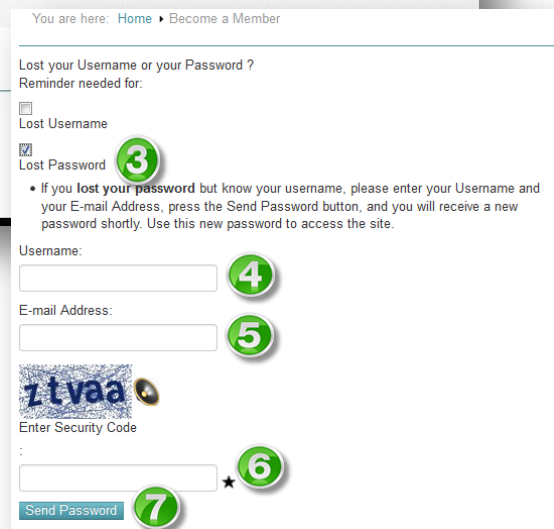 You are here: Home ▸ Become a Member
Lost your Username or your Password ?
Reminder needed for:
Lost Username
3
Lost Password
• If you lost your password but know your username, please enter your Username and
your E-mail Address, press the Send Password button, and you will receive a new
password shortly. Use this new password to access the site.
Username:
4
E-mail Address:
5
ztvaa
Enter Security Code
:
6
Send Password
7